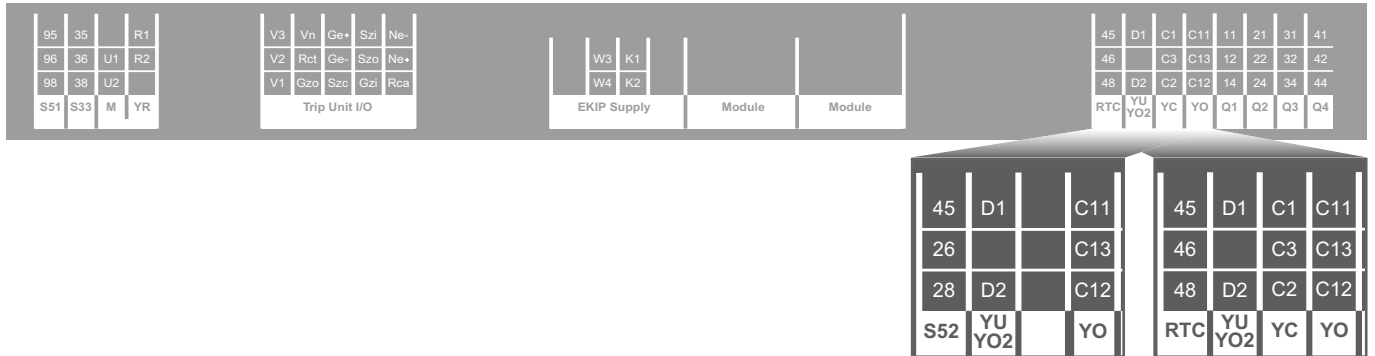 95 35 R1 V3 Vn Ge+ Szi Ne- 45 D1 C1 C11 11 21 31 41
96 36 U1 R2 V2 Rct Ge- Szo Ne+ W3 K1 46 C3 C13 12 22 32 42
98 38 U2 V1 Gzo Szc Gzi Rca W4 K2 48 D2 C2 C12 14 24 34 44
S51 S33 M YR Trip Unit I/O EKIP Supply Module Module RTC YU YC YO Q1 Q2 Q3 Q4
YO2
45 D1 C11 45 D1 C1 C11
26 C13 46 C3 C13
28 D2 C12 48 D2 C2 C12
S52 YU YO RTC YU YC YO
YO2 YO2